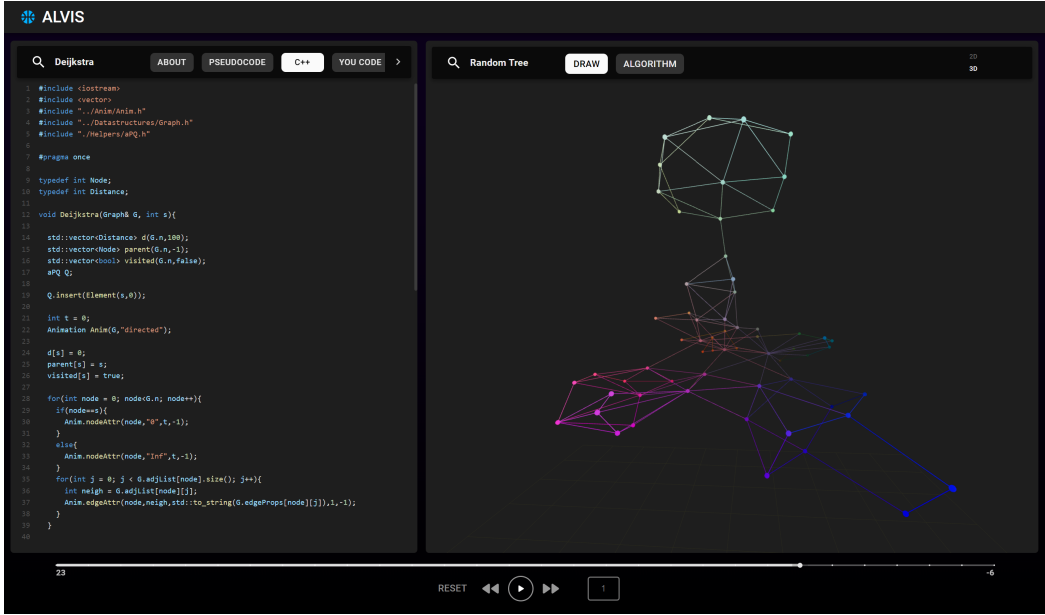 ALVIS
Deijkstra ABOUT PSEUDOCODE C++ YOU CODE >
1 #include <iostream>
2 #include <vector>
3 #include "../Anim/Anim.h"
4 #include "../Datastructures/Graph.h"
5 #include "./Helpers/aPQ.h"
6
7 #pragma once
8
9 typedef int Node;
10 typedef int Distance;
11
12 void Deijkstra(Graph& G, int s){
13
14 std::vector<Distance> d(G.n,100);
15 std::vector<Node> parent(G.n,-1);
16 std::vector<bool> visited(G.n,false);
17 aPQ Q;
18
19 Q.insert(Element(s,0));
20
21 int t = 0;
22 Animation Anim(G,"directed");
23
24 d[s] = 0;
25 parent[s] = s;
26 visited[s] = true;
27
28 for(int node = 0; node<G.n; node++){
29 if(node==s){
30 Anim.nodeAttr(node,"0",t,-1);
31 }
32 else{
33 Anim.nodeAttr(node,"Inf",t,-1);
34 }
35 for(int j = 0; j < G.adjList[node].size(); j++){
36 int neigh = G.adjList[node][j];
37 Anim.edgeAttr(node,neigh,std::to_string(G.edgeProps[node][j]),1,-1);
38 }
39 }
40
Random Tree DRAW ALGORITHM
2D
3D
23 -6
RESET 1